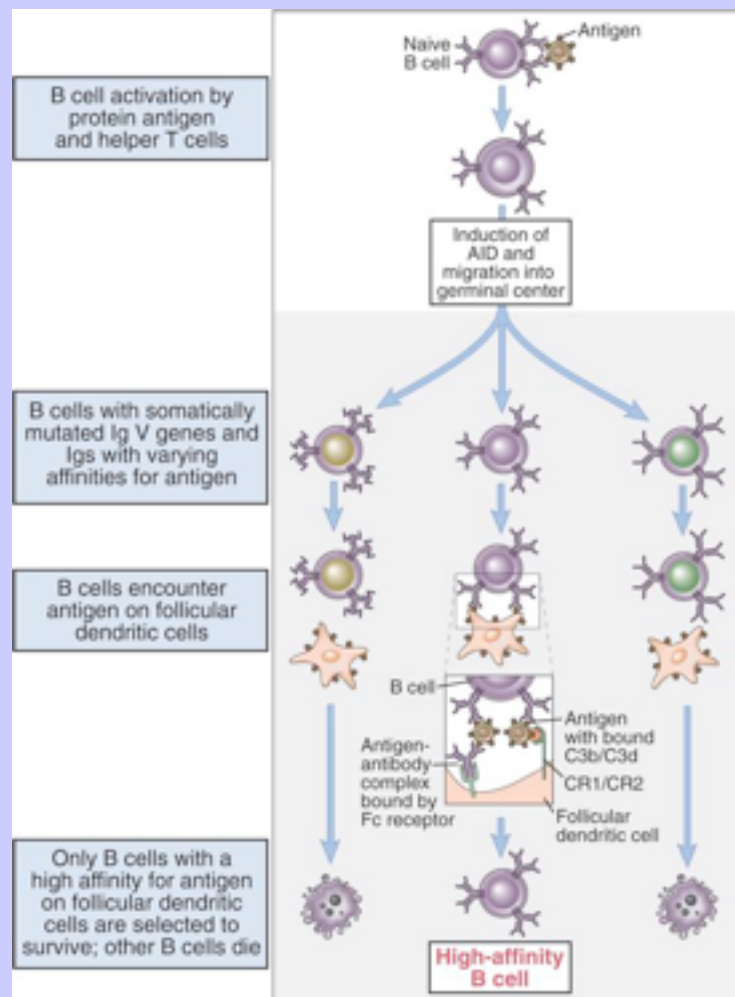 Naive
B cell
Antigen
B cell activation by
protein antigen
and helper T cells
Induction of
AID and
migration into
germinal center
B cells with somatically
mutated Ig V genes and
Igs with varying
affinities for antigen
B cells encounter
antigen on follicular
dendritic cells
B cell
Antigen
with bound
C3b/C3d
Antigen-
antibody
complex
bound by
Fc receptor
CR1/CR2
Follicular
dendritic cell
Only B cells with a
high affinity for antigen
on follicular dendritic
cells are selected to
survive; other B cells die
High-affinity
B cell